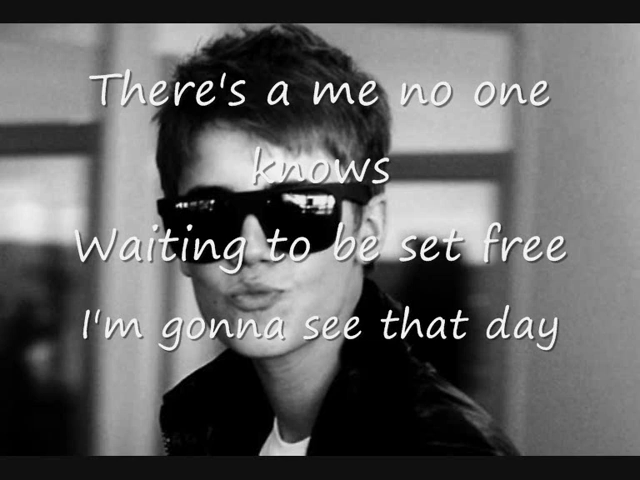 There's a me no one
knows
Waiting to be set free
I'm gonna see that day